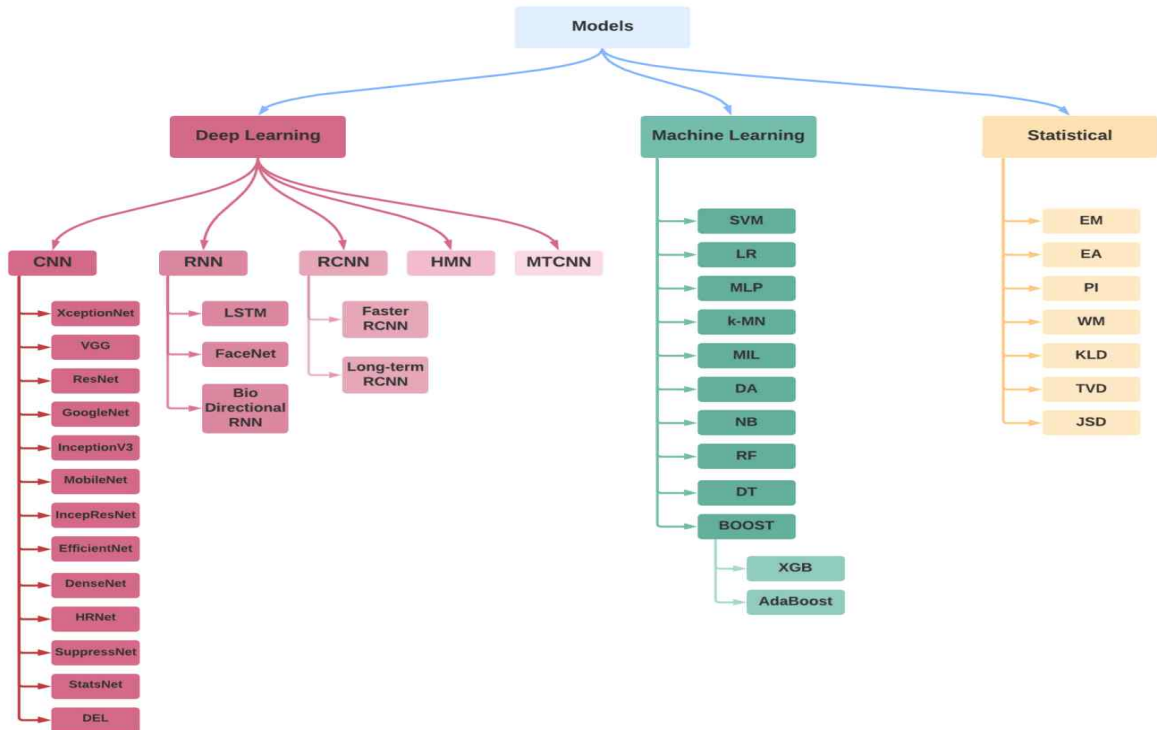 Models
Deep Learning
Machine Learning
Statistical
CNN
RNN
RCNN
HMN
MTCNN
XceptionNet
VGG
ResNet
GoogleNet
InceptionV3
MobileNet
IncepResNet
EfficientNet
DenseNet
HRNet
SuppressNet
StatsNet
DEL
LSTM
FaceNet
Bio
Directional
RNN
Faster
RCNN
Long-term
RCNN
SVM
LR
MLP
k-MN
MIL
DA
NB
RF
DT
BOOST
XGB
AdaBoost
EM
EA
PI
WM
KLD
TVD
JSD